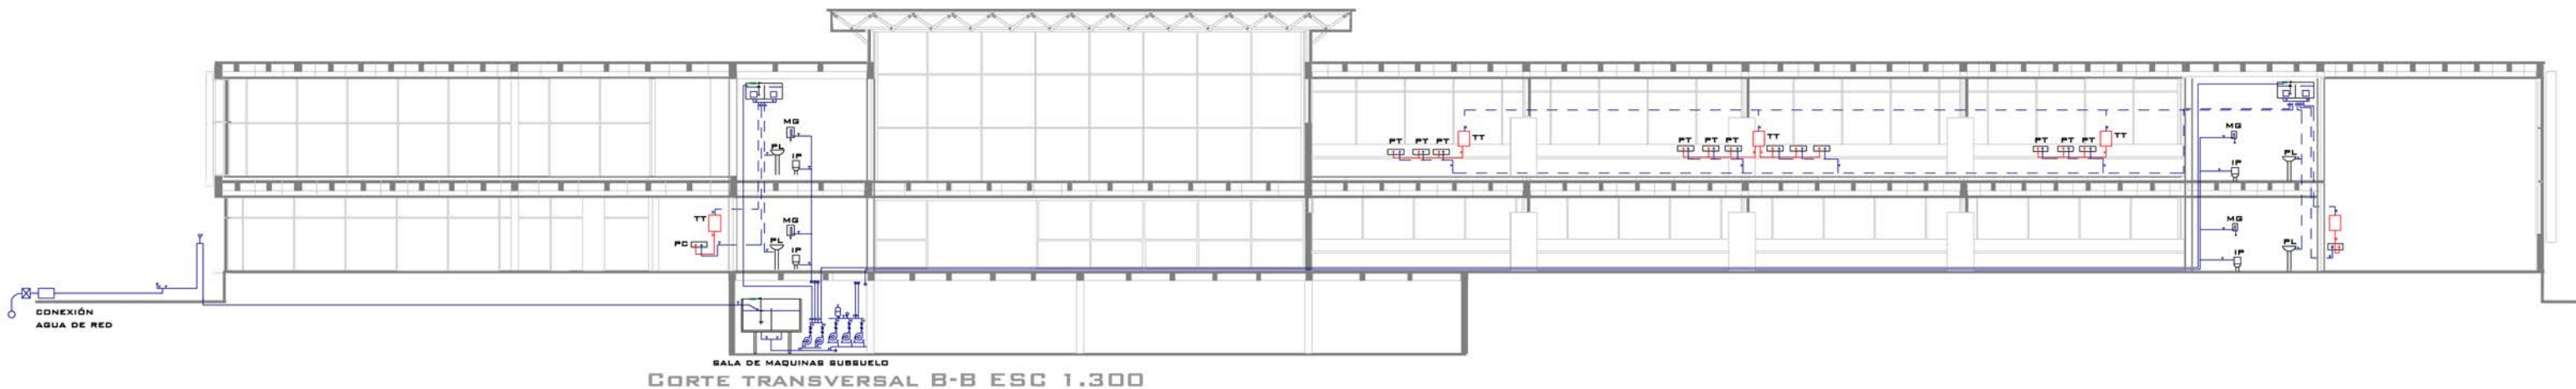 MG
PL
IP
TT
PC
MG
PL
IP
PT PT PT TT
PT PT PT TT
PT PT PT TT
MG
PL
IP
MG
PL
IP
CONEXIÓN
AGUA DE RED
SALA DE MAQUINAS SUBSUELO
CORTE TRANSVERSAL B-B ESC 1.300